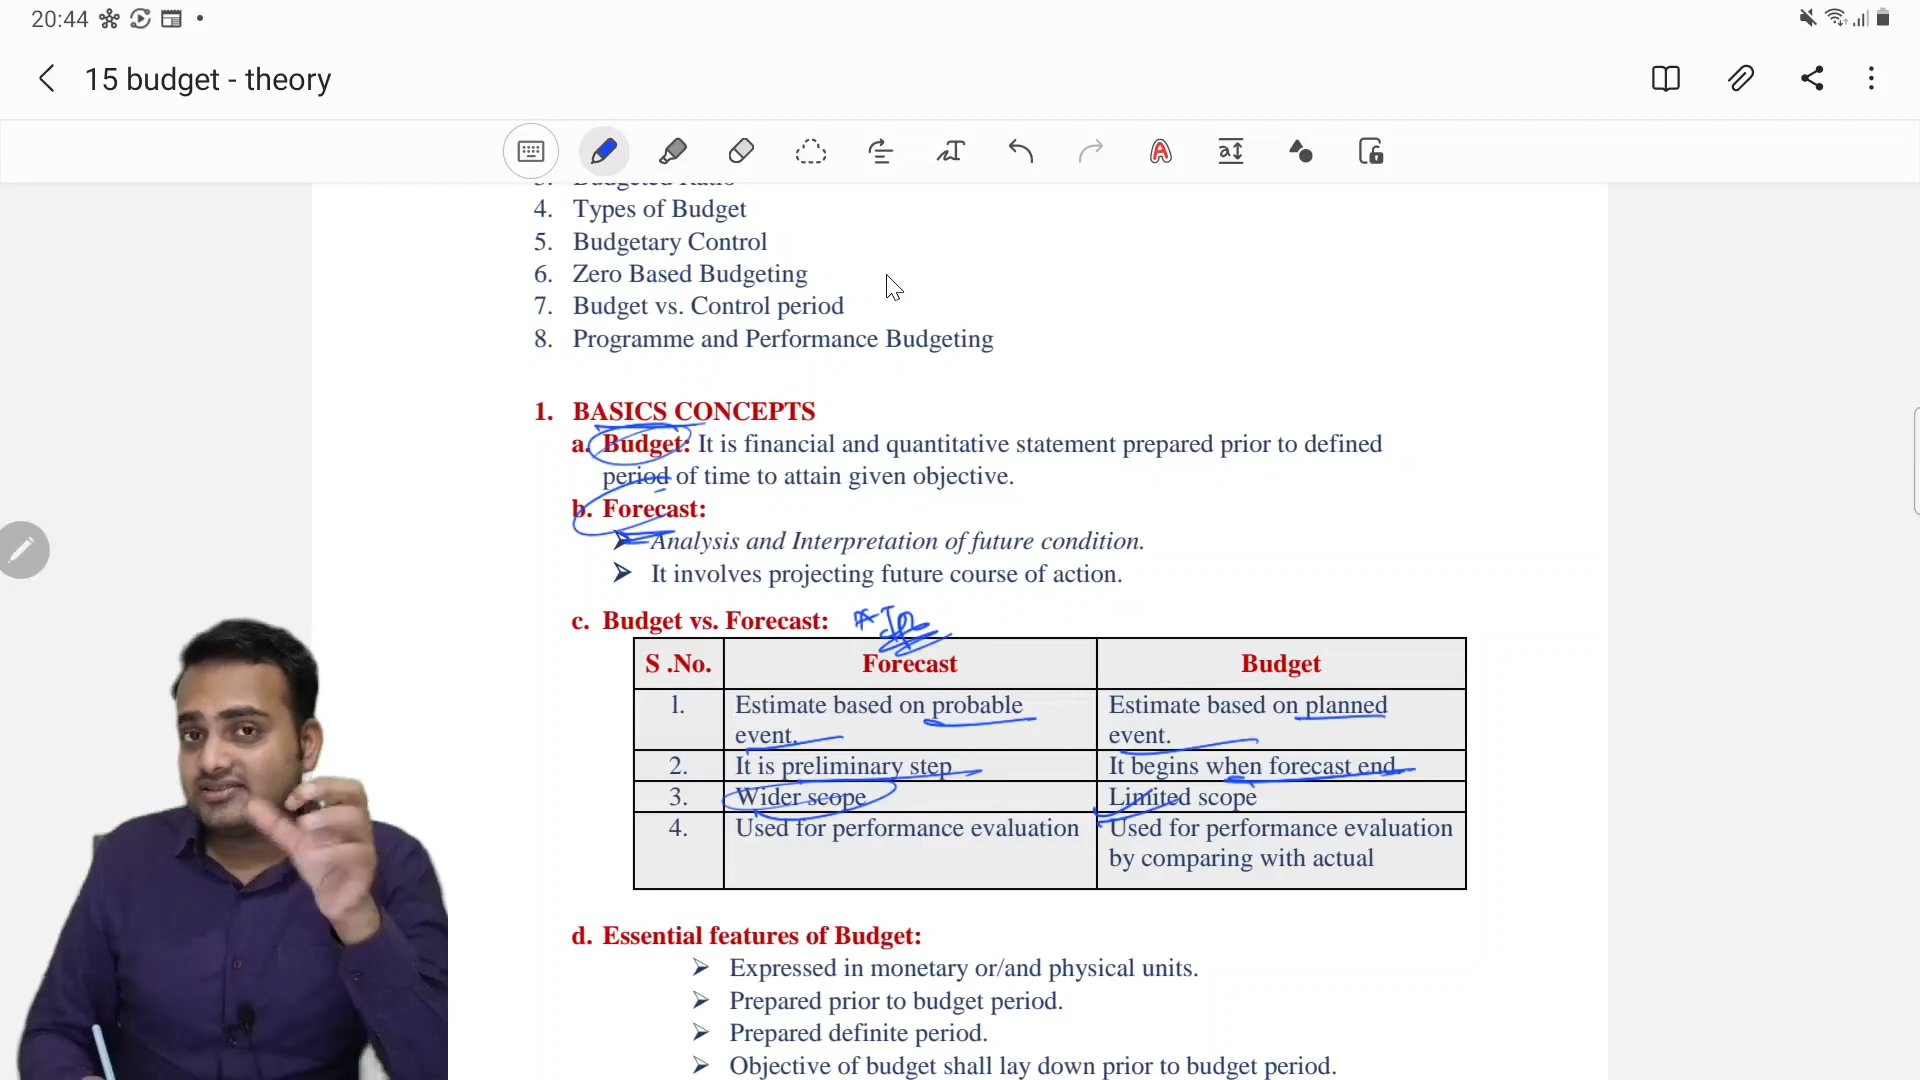 20:44
15 budget - theory
4. Types of Budget
5. Budgetary Control
6. Zero Based Budgeting
7. Budget vs. Control period
8. Programme and Performance Budgeting
1. BASICS CONCEPTS
a. Budget: It is financial and quantitative statement prepared prior to defined
period of time to attain given objective.
b. Forecast:
➢ Analysis and Interpretation of future condition.
➢ It involves projecting future course of action.
c. Budget vs. Forecast:
S .No. Forecast Budget
1. Estimate based on probable event. Estimate based on planned event.
2. It is preliminary step It begins when forecast end.
3. Wider scope Limited scope
4. Used for performance evaluation Used for performance evaluation by comparing with actual
d. Essential features of Budget:
➢ Expressed in monetary or/and physical units.
➢ Prepared prior to budget period.
➢ Prepared definite period.
➢ Objective of budget shall lay down prior to budget period.